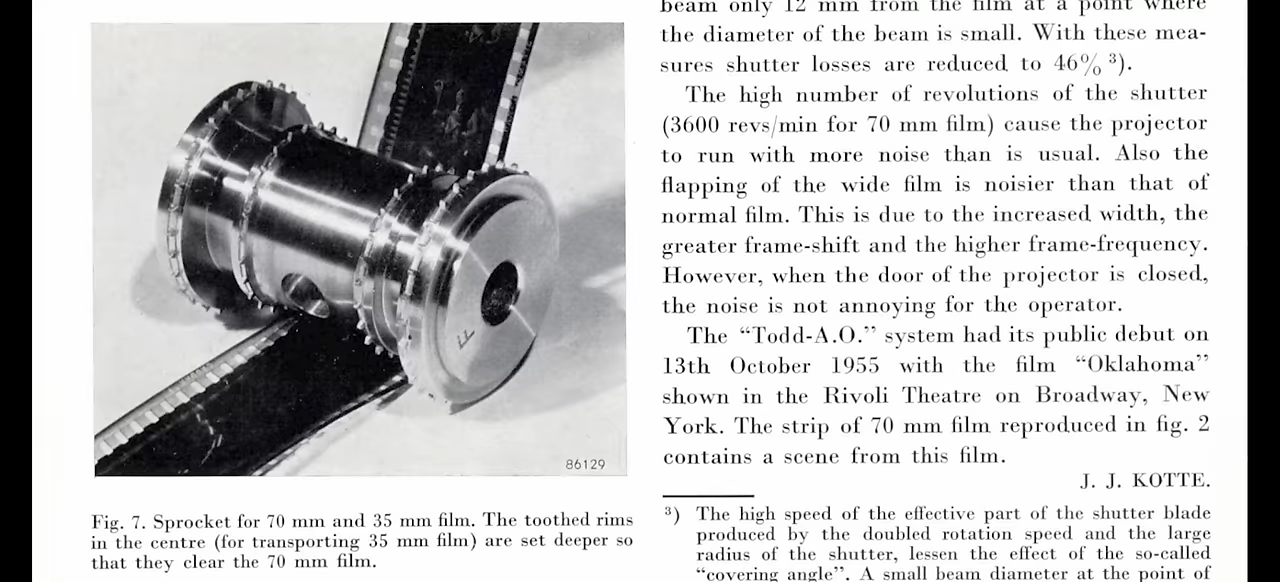 86129
Fig. 7. Sprocket for 70 mm and 35 mm film. The toothed rims
in the centre (for transporting 35 mm film) are set deeper so
that they clear the 70 mm film.
beam only 12 mm from the film at a point where
the diameter of the beam is small. With these mea-
sures shutter losses are reduced to 46% ³).
The high number of revolutions of the shutter
(3600 revs/min for 70 mm film) cause the projector
to run with more noise than is usual. Also the
flapping of the wide film is noisier than that of
normal film. This is due to the increased width, the
greater frame-shift and the higher frame-frequency.
However, when the door of the projector is closed,
the noise is not annoying for the operator.
The “Todd-A.O.” system had its public debut on
13th October 1955 with the film “Oklahoma”
shown in the Rivoli Theatre on Broadway, New
York. The strip of 70 mm film reproduced in fig. 2
contains a scene from this film.
J. J. KOTTE.
³) The high speed of the effective part of the shutter blade
produced by the doubled rotation speed and the large
radius of the shutter, lessen the effect of the so-called
“covering angle”. A small beam diameter at the point of